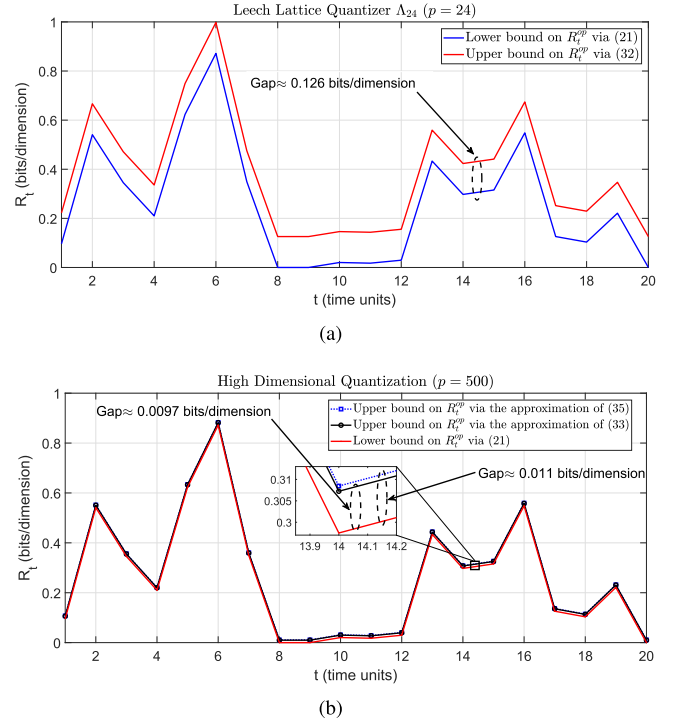 Leech Lattice Quantizer Λ24 (p = 24)
Lower bound on R_t^{op} via (21)
Upper bound on R_t^{op} via (32)
Gap≈ 0.126 bits/dimension
R_t (bits/dimension)
1
0.8
0.6
0.4
0.2
0
2 4 6 8 10 12 14 16 18 20
t (time units)
(a)
High Dimensional Quantization (p = 500)
Gap≈ 0.0097 bits/dimension
Upper bound on R_t^{op} via the approximation of (35)
Upper bound on R_t^{op} via the approximation of (33)
Lower bound on R_t^{op} via (21)
Gap≈ 0.011 bits/dimension
0.31
0.305
0.3
13.9 14 14.1 14.2
R_t (bits/dimension)
1
0.8
0.6
0.4
0.2
0
2 4 6 8 10 12 14 16 18 20
t (time units)
(b)